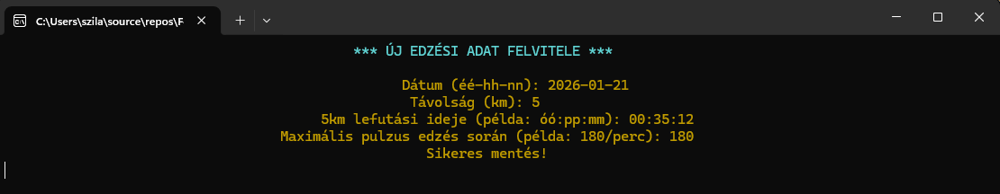 C:\Users\szila\source\repos\F
*** ÚJ EDZÉSI ADAT FELVITELE ***
Dátum (éé-hh-nn): 2026-01-21
Távolság (km): 5
5km lefutási ideje (példa: óó:pp:mm): 00:35:12
Maximális pulzus edzés során (példa: 180/perc): 180
Sikeres mentés!